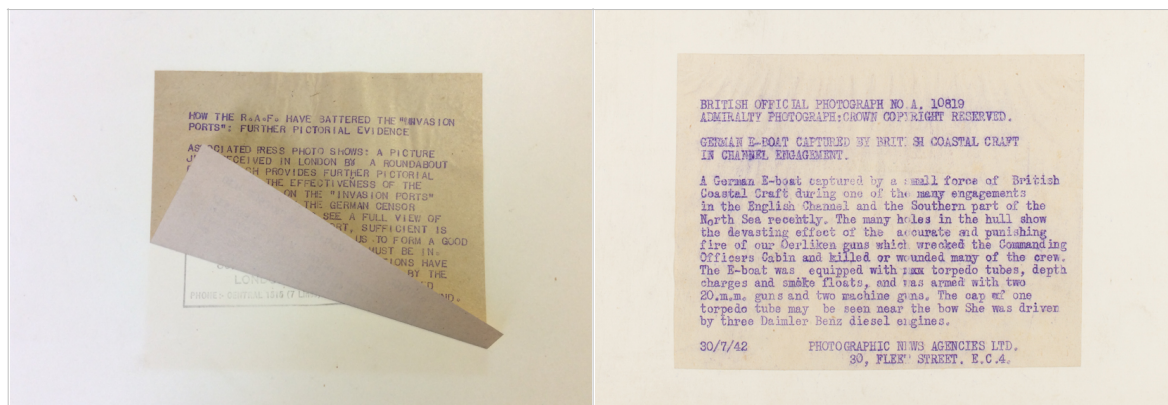 HOW THE R.A.F. HAVE BATTERED THE "INVASION
PORTS": FURTHER PICTORIAL EVIDENCE
ASSOCIATED PRESS PHOTO SHOWS: A PICTURE
RECEIVED IN LONDON BY A ROUNDABOUT
PROVIDES FURTHER PICTORIAL
THE EFFECTIVENESS OF THE
ON THE "INVASION PORTS"
THE GERMAN CENSOR
SEE A FULL VIEW OF
SUFFICIENT IS
US TO FORM A GOOD
MUST BE IN.
HAVE
BY THE
BRITISH OFFICIAL PHOTOGRAPH NO.A. 10819
ADMIRALTY PHOTOGRAPH:CROWN COPYRIGHT RESERVED.
GERMAN E-BOAT CAPTURED BY BRITISH COASTAL CRAFT
IN CHANNEL ENGAGEMENT.
A German E-boat captured by a small force of British
Coastal Craft during one of the many engagements
in the English Channel and the Southern part of the
North Sea recently. The many holes in the hull show
the devasting effect of the accurate and punishing
fire of our Oerliken guns which wrecked the Commanding
Officers Cabin and killed or wounded many of the crew.
The E-boat was equipped with torpedo tubes, depth
charges and smoke floats, and was armed with two
20.m.m. guns and two machine guns. The cap of one
torpedo tube may be seen near the bow She was driven
by three Daimler Benz diesel engines.
30/7/42 PHOTOGRAPHIC NEWS AGENCIES LTD.
30, FLEET STREET. E.C.4.